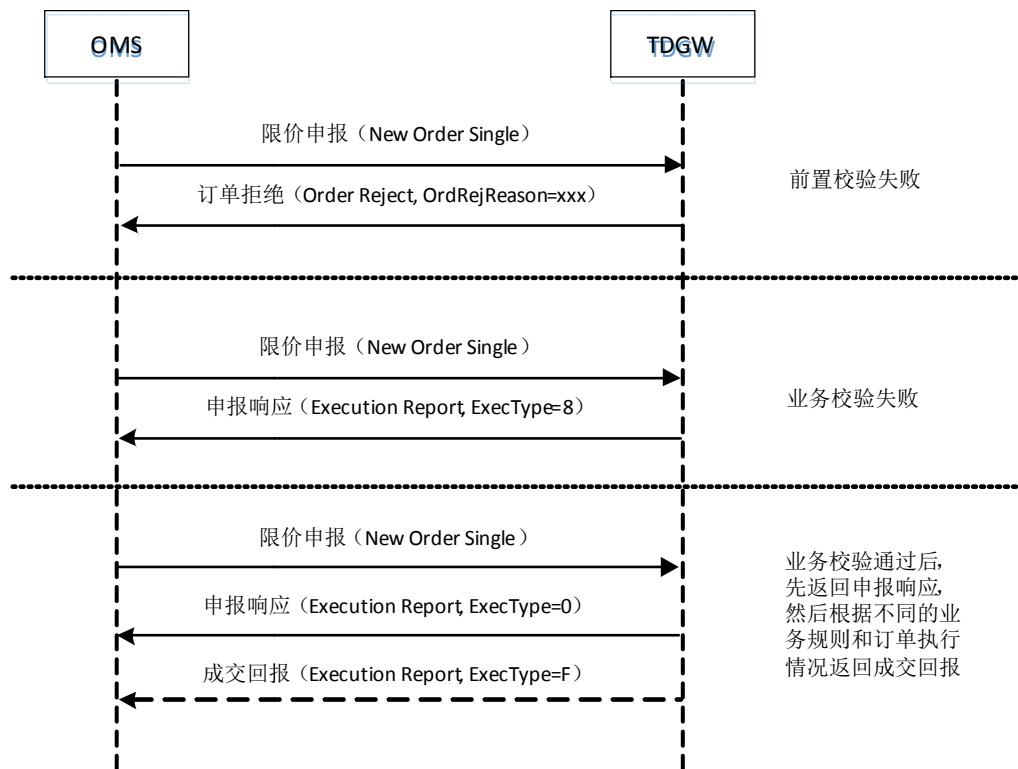 OMS
TDGW
限价申报（New Order Single）
订单拒绝（Order Reject, OrdRejReason=xxx）
前置校验失败
限价申报（New Order Single）
申报响应（Execution Report, ExecType=8）
业务校验失败
限价申报（New Order Single）
申报响应（Execution Report, ExecType=0）
成交回报（Execution Report, ExecType=F）
业务校验通过后，
先返回申报响应，
然后根据不同的业
务规则和订单执行
情况返回成交回报